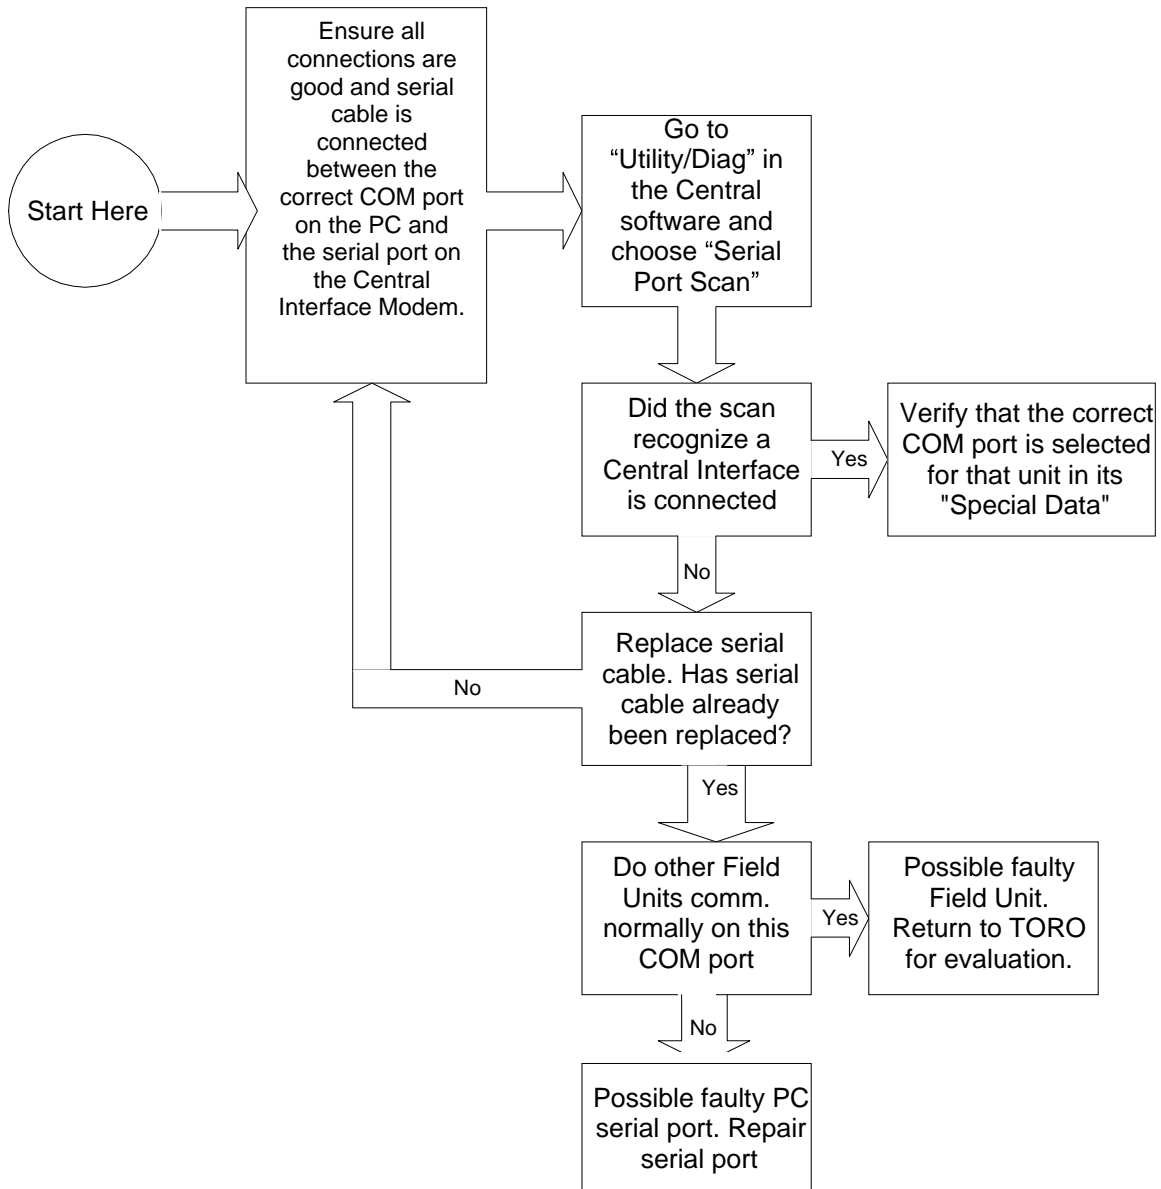 Start Here
Ensure all
connections are
good and serial
cable is
connected
between the
correct COM port
on the PC and
the serial port on
the Central
Interface Modem.
Go to
“Utility/Diag” in
the Central
software and
choose “Serial
Port Scan”
Did the scan
recognize a
Central Interface
is connected
Yes
Verify that the correct
COM port is selected
for that unit in its
"Special Data"
No
Replace serial
cable. Has serial
cable already
been replaced?
No
Yes
Do other Field
Units comm.
normally on this
COM port
Yes
Possible faulty
Field Unit.
Return to TORO
for evaluation.
No
Possible faulty PC
serial port. Repair
serial port